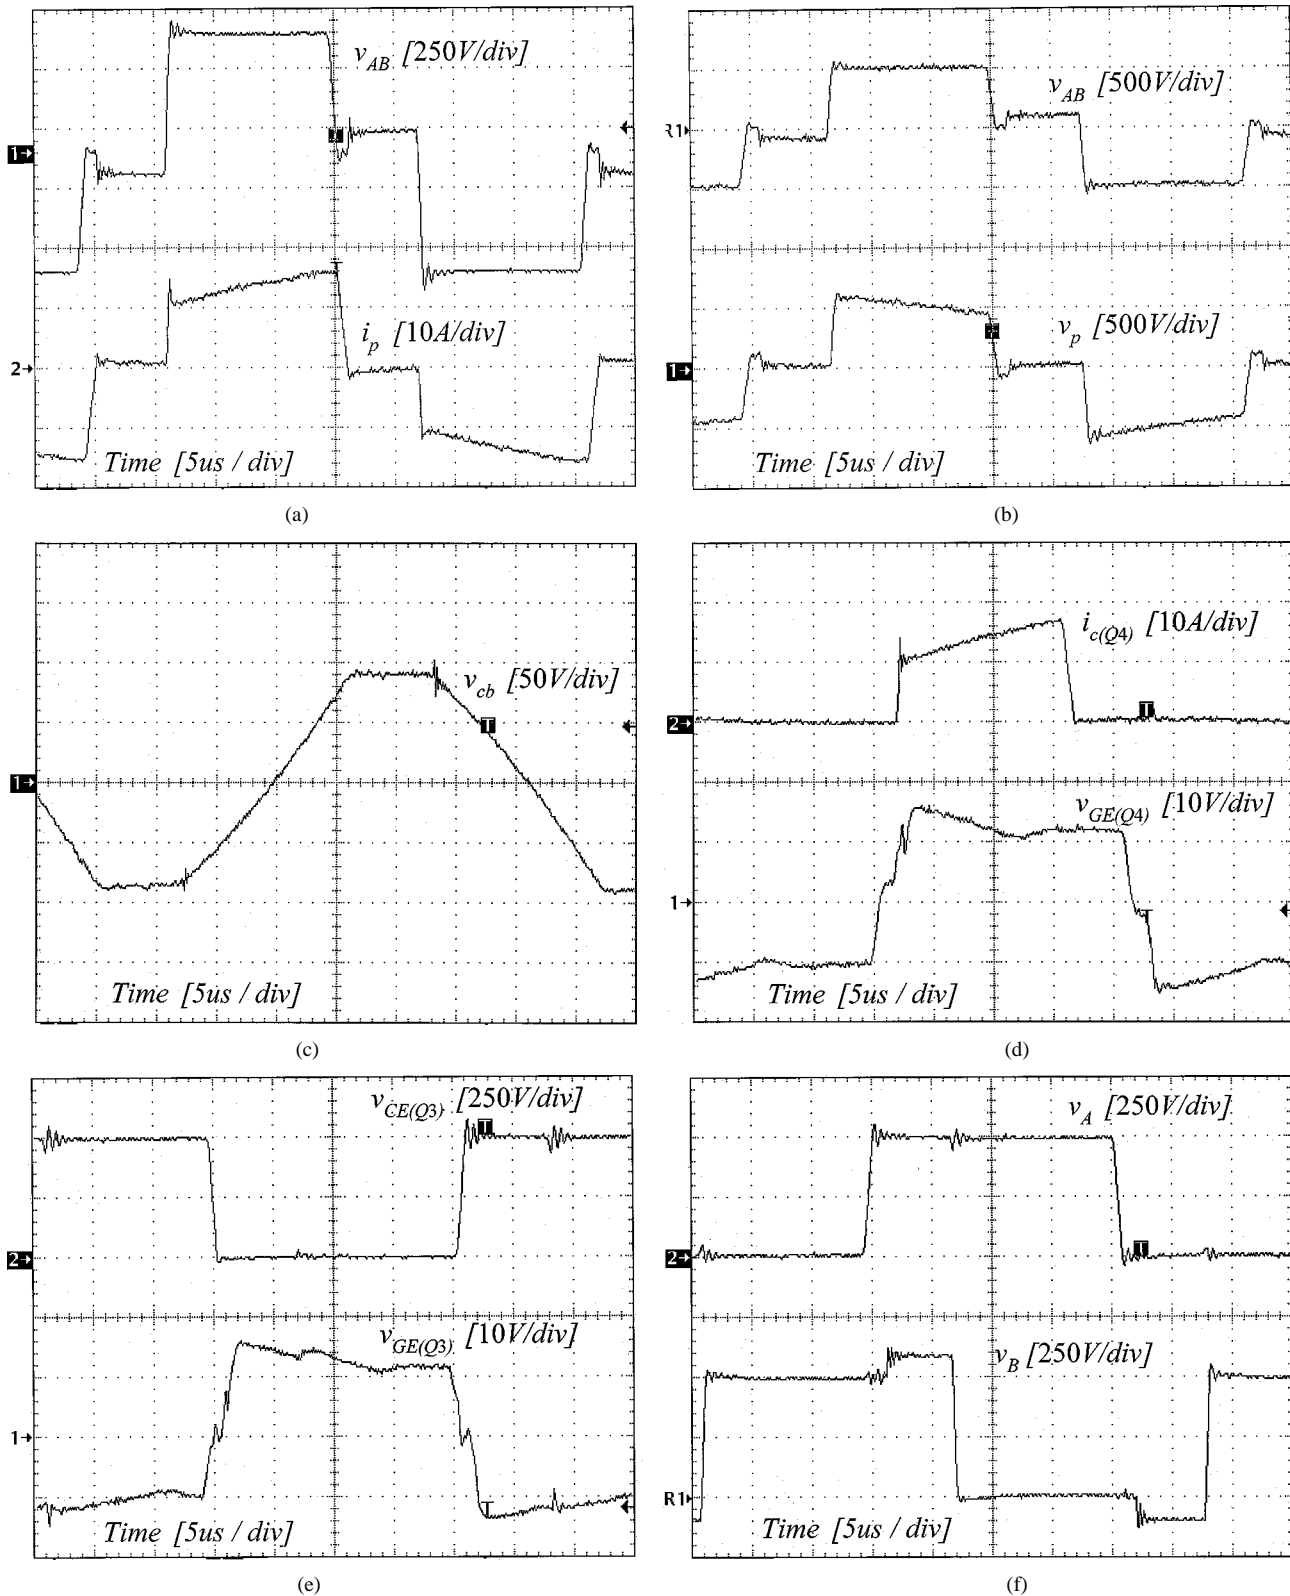 v_AB [250V/div]
1→
i_p [10A/div]
2→
Time [5us / div]
(a)
v_AB [500V/div]
R1→
v_p [500V/div]
1→
Time [5us / div]
(b)
v_cb [50V/div]
T
1→
Time [5us / div]
(c)
i_c(Q4) [10A/div]
T
2→
v_GE(Q4) [10V/div]
1→
T
Time [5us / div]
(d)
v_CE(Q3) [250V/div]
T
2→
v_GE(Q3) [10V/div]
1→
T
Time [5us / div]
(e)
v_A [250V/div]
T
2→
v_B [250V/div]
R1→
Time [5us / div]
(f)